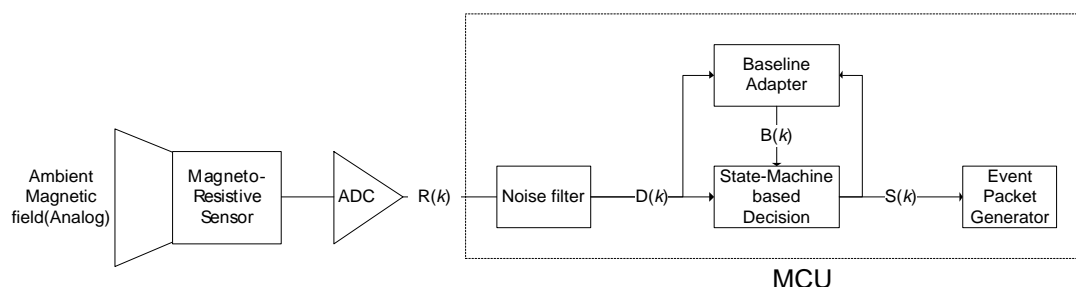 Ambient
Magnetic
field(Analog)
Magneto-
Resistive
Sensor
ADC
R(k)
Noise filter
D(k)
Baseline
Adapter
B(k)
State-Machine
based
Decision
S(k)
Event
Packet
Generator
MCU